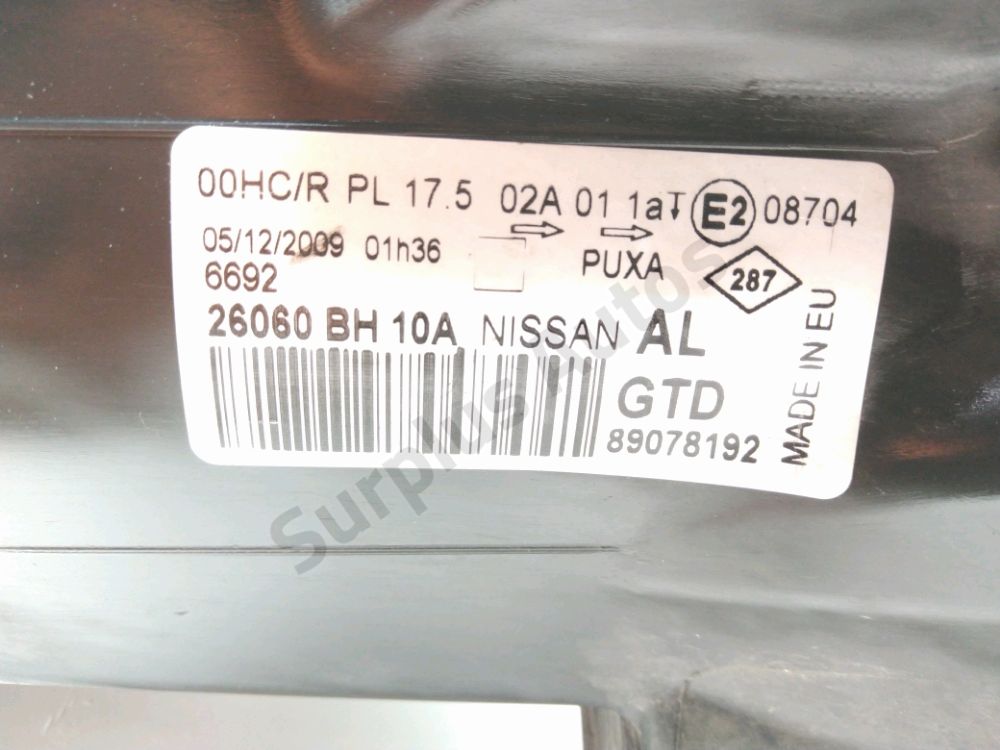 00HC/R PL 17.5 02A 01 1a E2 08704
05/12/2009 01h36
PUXA
287
6692
26060 BH 10A NISSAN AL
GTD
89078192
MADE IN EU
Surplus Autos